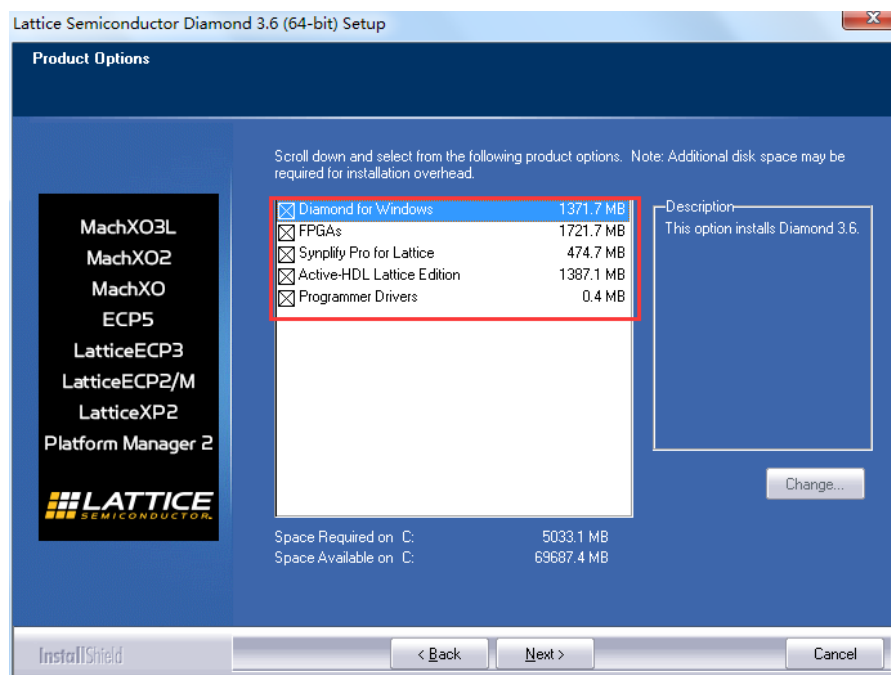 Lattice Semiconductor Diamond 3.6 (64-bit) Setup
Product Options
Scroll down and select from the following product options. Note: Additional disk space may be
required for installation overhead.
Diamond for Windows 1371.7 MB
FPGAs 1721.7 MB
Synplify Pro for Lattice 474.7 MB
Active-HDL Lattice Edition 1387.1 MB
Programmer Drivers 0.4 MB
Description
This option installs Diamond 3.6.
MachXO3L
MachXO2
MachXO
ECP5
LatticeECP3
LatticeECP2/M
LatticeXP2
Platform Manager 2
LATTICE
SEMICONDUCTOR.
Change...
Space Required on C: 5033.1 MB
Space Available on C: 69687.4 MB
InstallShield
< Back
Next >
Cancel